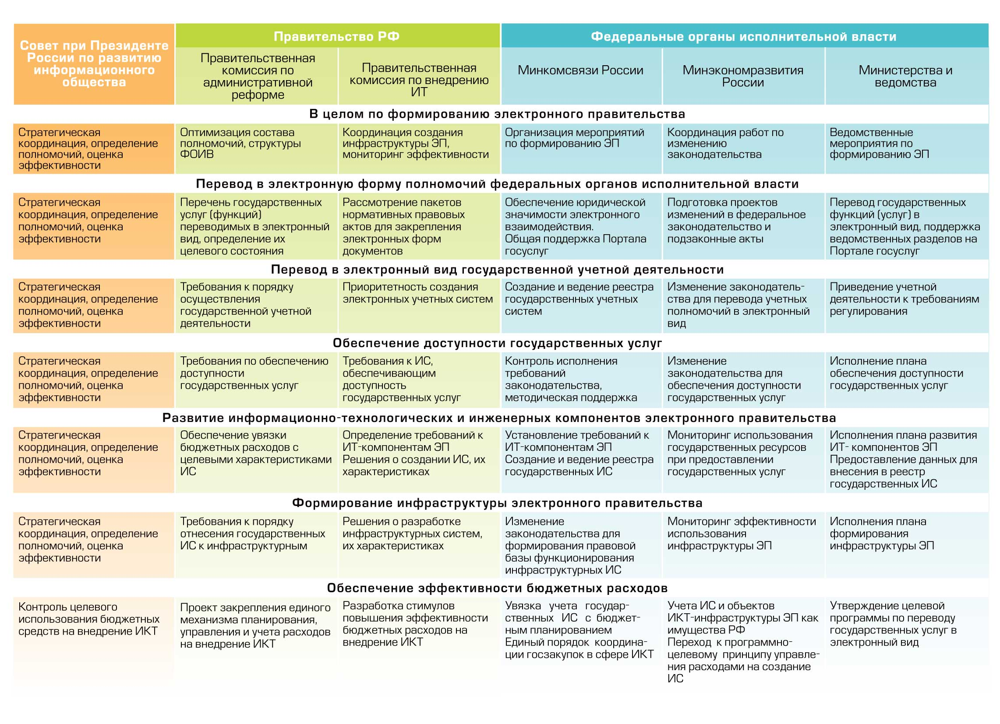 Совет при Президенте
России по развитию
информационного
общества
Правительство РФ
Федеральные органы исполнительной власти
Правительственная
комиссия по
административной
реформе
Правительственная
комиссия по внедрению
ИТ
Минкомсвязи России
Минэкономразвития
России
Министерства и
ведомства
В целом по формированию электронного правительства
Стратегическая
координация, определение
полномочий, оценка
эффективности
Оптимизация состава
полномочий, структуры
ФОИВ
Координация создания
инфраструктуры ЭП,
мониторинг эффективности
Организация мероприятий
по формированию ЭП
Координация работ по
изменению
законодательства
Ведомственные
мероприятия по
формированию ЭП
Перевод в электронную форму полномочий федеральных органов исполнительной власти
Стратегическая
координация, определение
полномочий, оценка
эффективности
Перечень государственных
услуг (функций)
переводимых в электронный
вид, определение их
целевого состояния
Рассмотрение пакетов
нормативных правовых
актов для закрепления
электронных форм
документов
Обеспечение юридической
значимости электронного
взаимодействия.
Общая поддержка Портала
госуслуг
Подготовка проектов
изменений в федеральное
законодательство и
подзаконные акты
Перевод государственных
функций (услуг) в
электронный вид, поддержка
ведомственных разделов на
Портале госуслуг
Перевод в электронный вид государственной учетной деятельности
Стратегическая
координация, определение
полномочий, оценка
эффективности
Требования к порядку
осуществления
государственной учетной
деятельности
Приоритетность создания
электронных учетных систем
Создание и ведение реестра
государственных учетных
систем
Изменение законодатель-
ства для перевода учетных
полномочий в электронный
вид
Приведение учетной
деятельности к требованиям
регулирования
Обеспечение доступности государственных услуг
Стратегическая
координация, определение
полномочий, оценка
эффективности
Требования по обеспечению
доступности
государственных услуг
Требования к ИС,
обеспечивающим
доступность
государственных услуг
Контроль исполнения
требований
законодательства,
методическая поддержка
Изменение
законодательства для
обеспечения доступности
государственных услуг
Исполнение плана
обеспечения доступности
государственных услуг
Развитие информационно-технологических и инженерных компонентов электронного правительства
Стратегическая
координация, определение
полномочий, оценка
эффективности
Обеспечение увязки
бюджетных расходов с
целевыми характеристиками
ИС
Определение требований к
ИТ-компонентам ЭП
Решения о создании ИС, их
характеристиках
Установление требований к
ИТ-компонентам ЭП
Создание и ведение реестра
государственных ИС
Мониторинг использования
государственных ресурсов
при предоставлении
государственных услуг
Исполнения плана развития
ИТ- компонентов ЭП
Предоставление данных для
внесения в реестр
государственных ИС
Формирование инфраструктуры электронного правительства
Стратегическая
координация, определение
полномочий, оценка
эффективности
Требования к порядку
отнесения государственных
ИС к инфраструктурным
Решения о разработке
инфраструктурных систем,
их характеристиках
Изменение
законодательства для
формирования правовой
базы функционирования
инфраструктурных ИС
Мониторинг эффективности
использования
инфраструктуры ЭП
Исполнения плана
формирования
инфраструктуры ЭП
Обеспечение эффективности бюджетных расходов
Контроль целевого
использования бюджетных
средств на внедрение ИКТ
Проект закрепления единого
механизма планирования,
управления и учета расходов
на внедрение ИКТ
Разработка стимулов
повышения эффективности
бюджетных расходов на
внедрение ИКТ
Увязка учета государ-
ственных ИС с бюджет-
ным планированием
Единый порядок координа-
ции госзакупок в сфере ИКТ
Учета ИС и объектов
ИКТ-инфраструктуры ЭП как
имущества РФ
Переход к программно-
целевому принципу управле-
ния расходами на создание
ИС
Утверждение целевой
программы по переводу
государственных услуг в
электронный вид